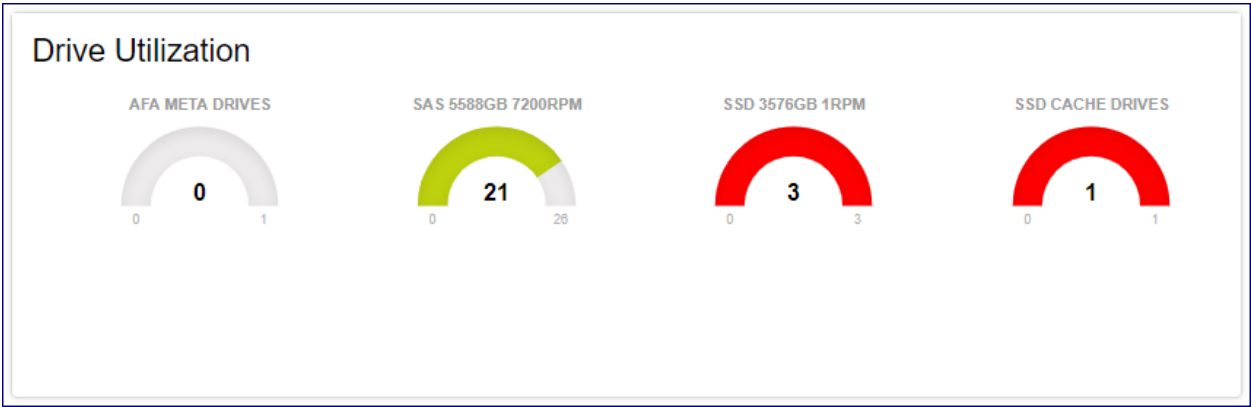 Drive Utilization
AFA META DRIVES
0
0 1
SAS 5588GB 7200RPM
21
0 26
SSD 3576GB 1RPM
3
0 3
SSD CACHE DRIVES
1
0 1